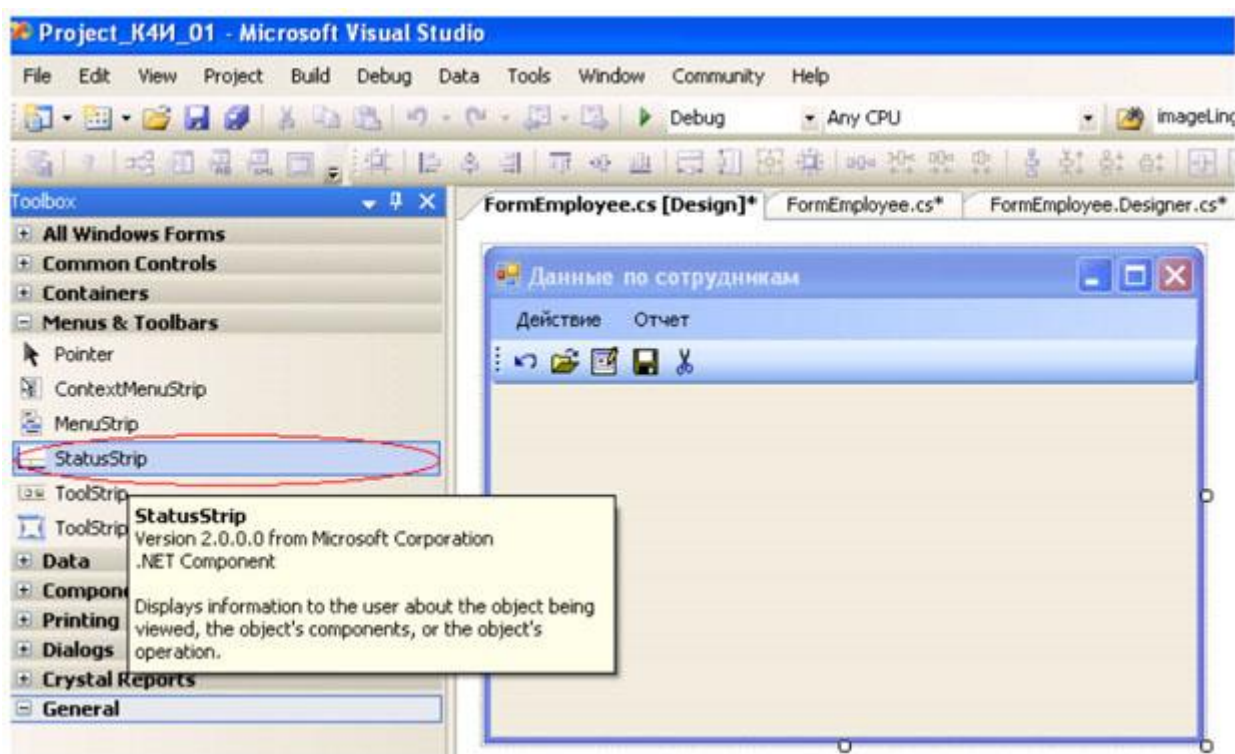 Project_К4И_01 - Microsoft Visual Studio
File Edit View Project Build Debug Data Tools Window Community Help
Debug Any CPU imageLing
Toolbox
FormEmployee.cs [Design]* FormEmployee.cs* FormEmployee.Designer.cs*
All Windows Forms
Common Controls
Containers
Menus & Toolbars
Pointer
ContextMenuStrip
MenuStrip
StatusStrip
ToolStrip
ToolStrip
Data
Compone
Printing
Dialogs
Crystal Reports
General
StatusStrip
Version 2.0.0.0 from Microsoft Corporation
.NET Component
Displays information to the user about the object being
viewed, the object's components, or the object's
operation.
Данные по сотрудникам
Действие Отчет